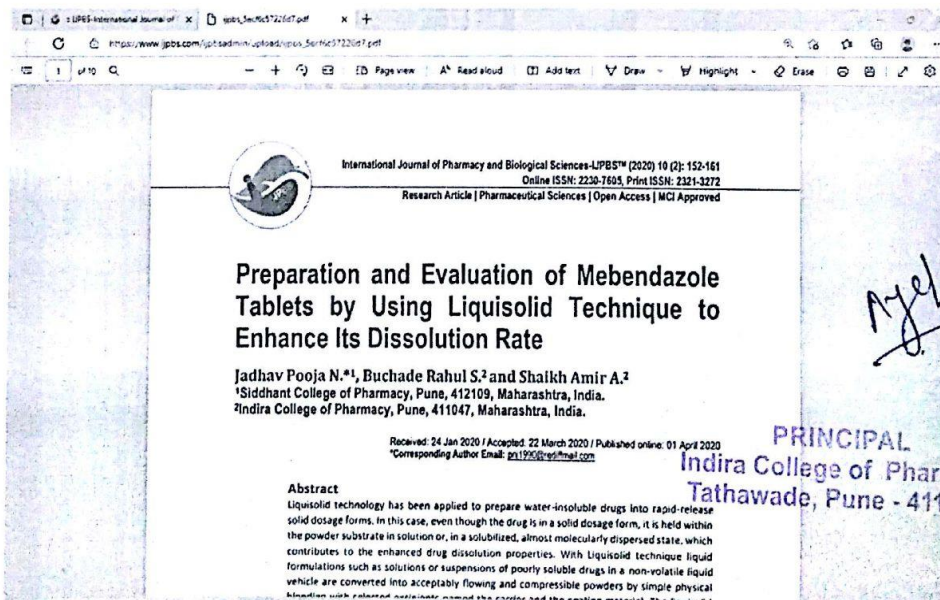 https://www.ijpbs.com/ijpbsadmin/upload/
1 of 10
Page view
Read aloud
Add text
Draw
Highlight
Erase
International Journal of Pharmacy and Biological Sciences-IJPBS™ (2020) 10 (2): 152-161
Online ISSN: 2230-7605, Print ISSN: 2321-3272
Research Article | Pharmaceutical Sciences | Open Access | MCI Approved
Preparation and Evaluation of Mebendazole
Tablets by Using Liquisolid Technique to
Enhance Its Dissolution Rate
Jadhav Pooja N.*1, Buchade Rahul S.2 and Shaikh Amir A.2
1Siddhant College of Pharmacy, Pune, 412109, Maharashtra, India.
2Indira College of Pharmacy, Pune, 411047, Maharashtra, India.
Received: 24 Jan 2020 / Accepted: 22 March 2020 / Published online: 01 April 2020
*Corresponding Author Email:
PRINCIPAL
Indira College of Phar
Tathawade, Pune - 411
Abstract
Liquisolid technology has been applied to prepare water-insoluble drugs into rapid-release
solid dosage forms. In this case, even though the drug is in a solid dosage form, it is held within
the powder substrate in solution or, in a solubilized, almost molecularly dispersed state, which
contributes to the enhanced drug dissolution properties. With Liquisolid technique liquid
formulations such as solutions or suspensions of poorly soluble drugs in a non-volatile liquid
vehicle are converted into acceptably flowing and compressible powders by simple physical